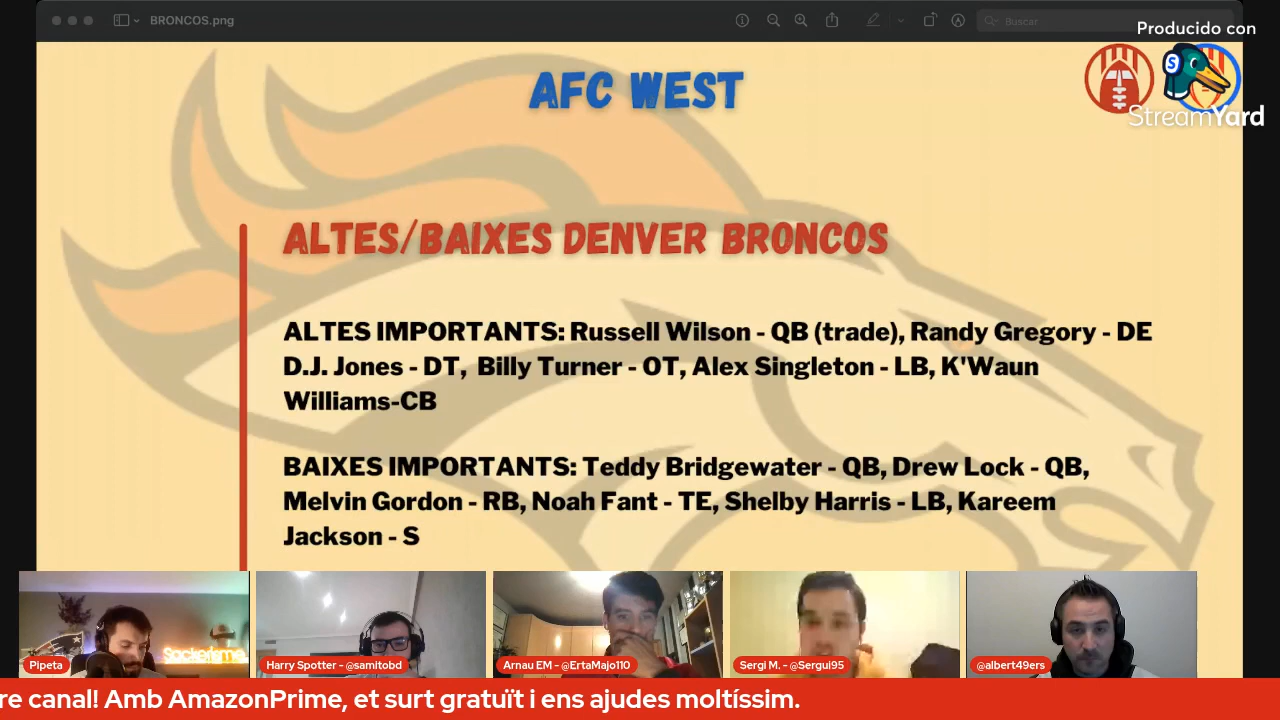 BRONCOS.png
Buscar
Producido con
StreamYard
AFC WEST
ALTES/BAIXES DENVER BRONCOS
ALTES IMPORTANTS: Russell Wilson - QB (trade), Randy Gregory - DE
D.J. Jones - DT, Billy Turner - OT, Alex Singleton - LB, K'Waun
Williams-CB
BAIXES IMPORTANTS: Teddy Bridgewater - QB, Drew Lock - QB,
Melvin Gordon - RB, Noah Fant - TE, Shelby Harris - LB, Kareem
Jackson - S
Pipeta
Harry Spotter - @samitobd
Arnau EM - @ErtaMajo110
Sergi M. - @Sergui95
@albert49ers
re canal! Amb AmazonPrime, et surt gratuït i ens ajudes moltíssim.